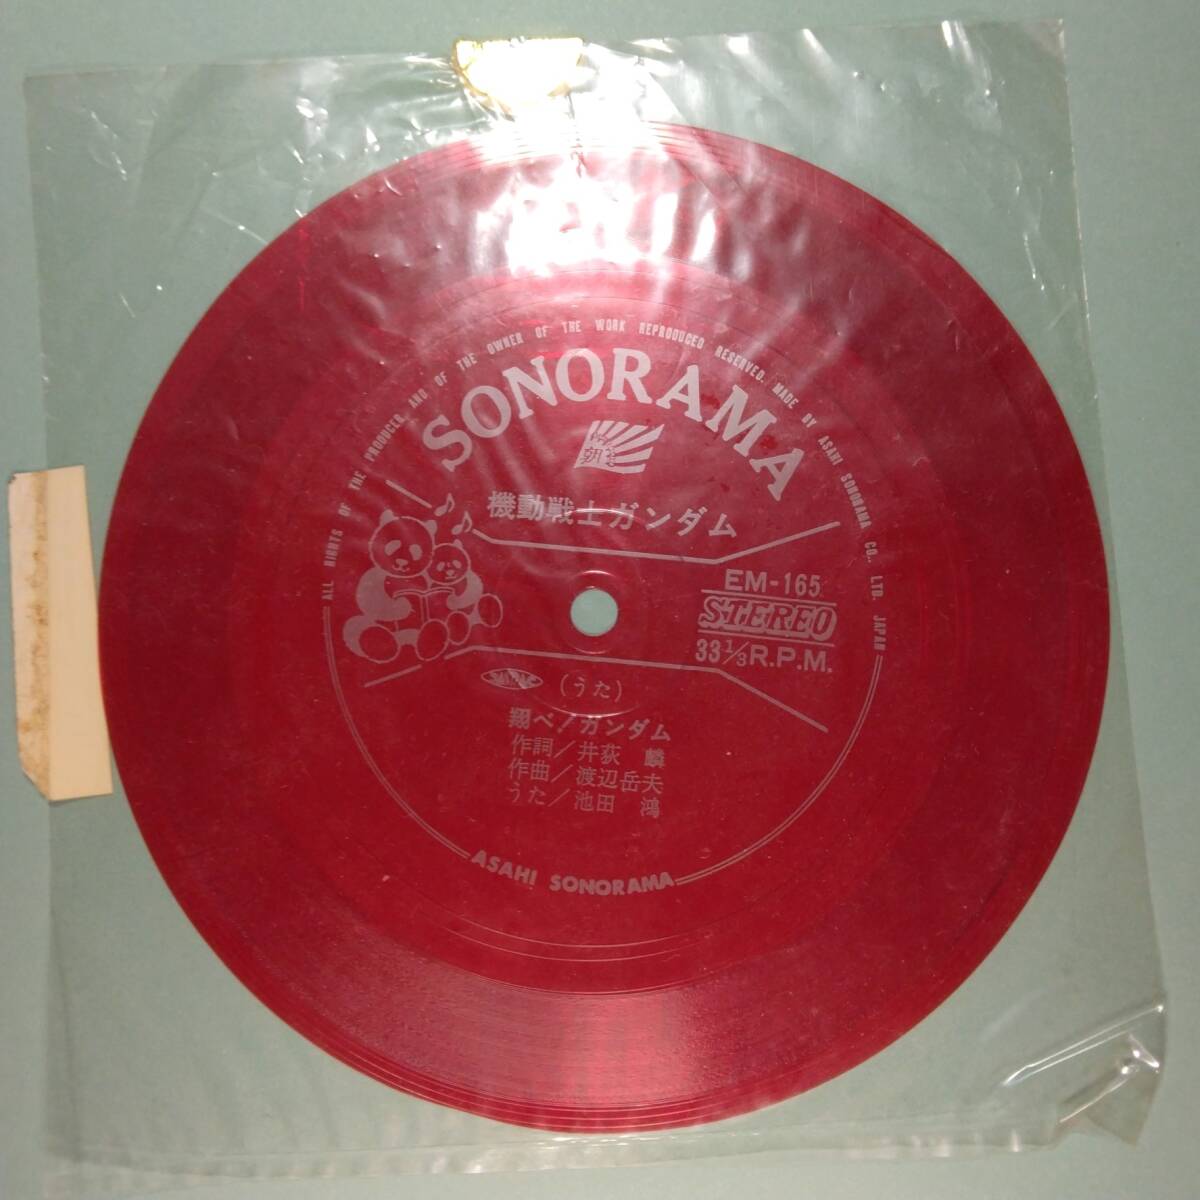 ALL RIGHTS OF THE PRODUCER AND OF THE OWNER OF THE WORK REPRODUCED RESERVED. MADE BY ASAHI SONORAMA CO., LTD. JAPAN
SONORAMA
朝
機動戦士ガンダム
EM-165
STEREO
33⅓R.P.M.
(うた)
翔べ!ガンダム
作詞/井荻 麟
作曲/渡辺岳夫
うた/池田 鴻
ASAHI SONORAMA